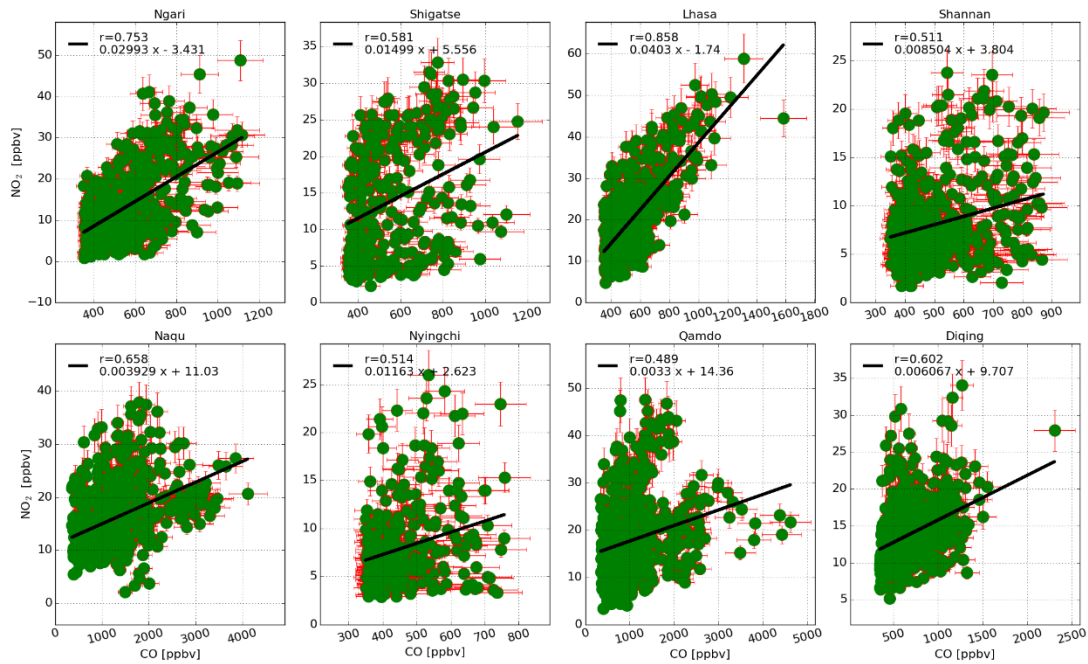 Ngari
r=0.753
0.02993 x - 3.431
NO₂ [ppbv]
50
40
30
20
10
0
−10
400 600 800 1000 1200
Shigatse
r=0.581
0.01499 x + 5.556
35
30
25
20
15
10
5
0
400 600 800 1000 1200
Lhasa
r=0.858
0.0403 x - 1.74
60
50
40
30
20
10
0
400 600 800 1000 1200 1400 1600 1800
Shannan
r=0.511
0.008504 x + 3.804
25
20
15
10
5
0
300 400 500 600 700 800 900
Naqu
r=0.658
0.003929 x + 11.03
NO₂ [ppbv]
40
30
20
10
0
0 1000 2000 3000 4000
CO [ppbv]
Nyingchi
r=0.514
0.01163 x + 2.623
25
20
15
10
5
0
300 400 500 600 700 800
CO [ppbv]
Qamdo
r=0.489
0.0033 x + 14.36
50
40
30
20
10
0
0 1000 2000 3000 4000 5000
CO [ppbv]
Diqing
r=0.602
0.006067 x + 9.707
35
30
25
20
15
10
5
500 1000 1500 2000 2500
CO [ppbv]